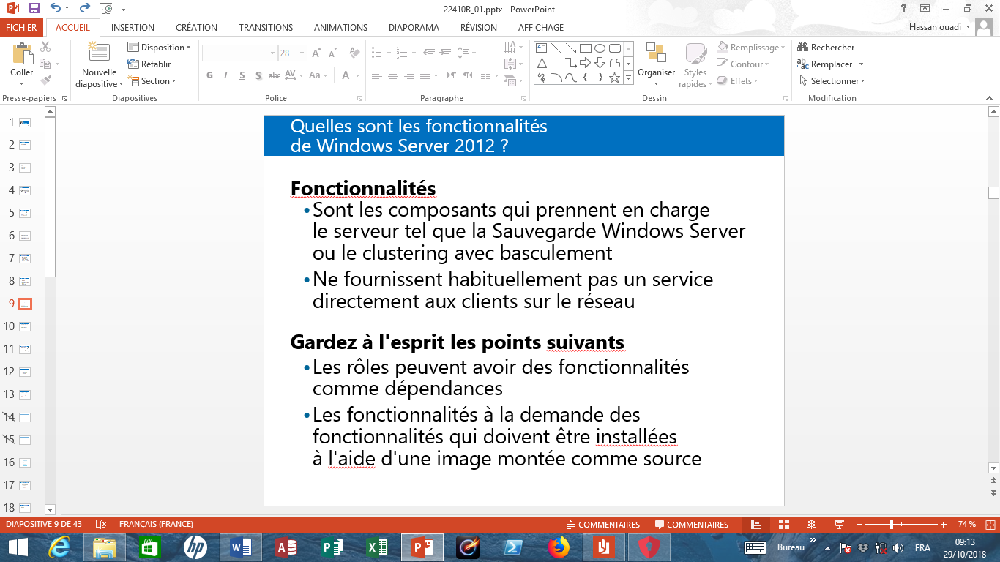 22410B_01.pptx - PowerPoint
FICHIER ACCUEIL INSERTION CRÉATION TRANSITIONS ANIMATIONS DIAPORAMA RÉVISION AFFICHAGE Hassan ouadi
Coller
Nouvelle diapositive
Disposition
Rétablir
Section
28
G I S S abc AV Aa A
Organiser
Styles rapides
Remplissage
Contour
Effets
Rechercher
Remplacer
Sélectionner
Presse-papiers Diapositives Police Paragraphe Dessin Modification
1
2
3
4
5
6
7
8
9
10
11
12
13
14
15
16
17
18
Quelles sont les fonctionnalités
de Windows Server 2012 ?
Fonctionnalités
•Sont les composants qui prennent en charge
le serveur tel que la Sauvegarde Windows Server
ou le clustering avec basculement
•Ne fournissent habituellement pas un service
directement aux clients sur le réseau
Gardez à l'esprit les points suivants
•Les rôles peuvent avoir des fonctionnalités
comme dépendances
•Les fonctionnalités à la demande des
fonctionnalités qui doivent être installées
à l'aide d'une image montée comme source
DIAPOSITIVE 9 DE 43 FRANÇAIS (FRANCE) COMMENTAIRES COMMENTAIRES 74 %
Bureau FRA 09:13
29/10/2018